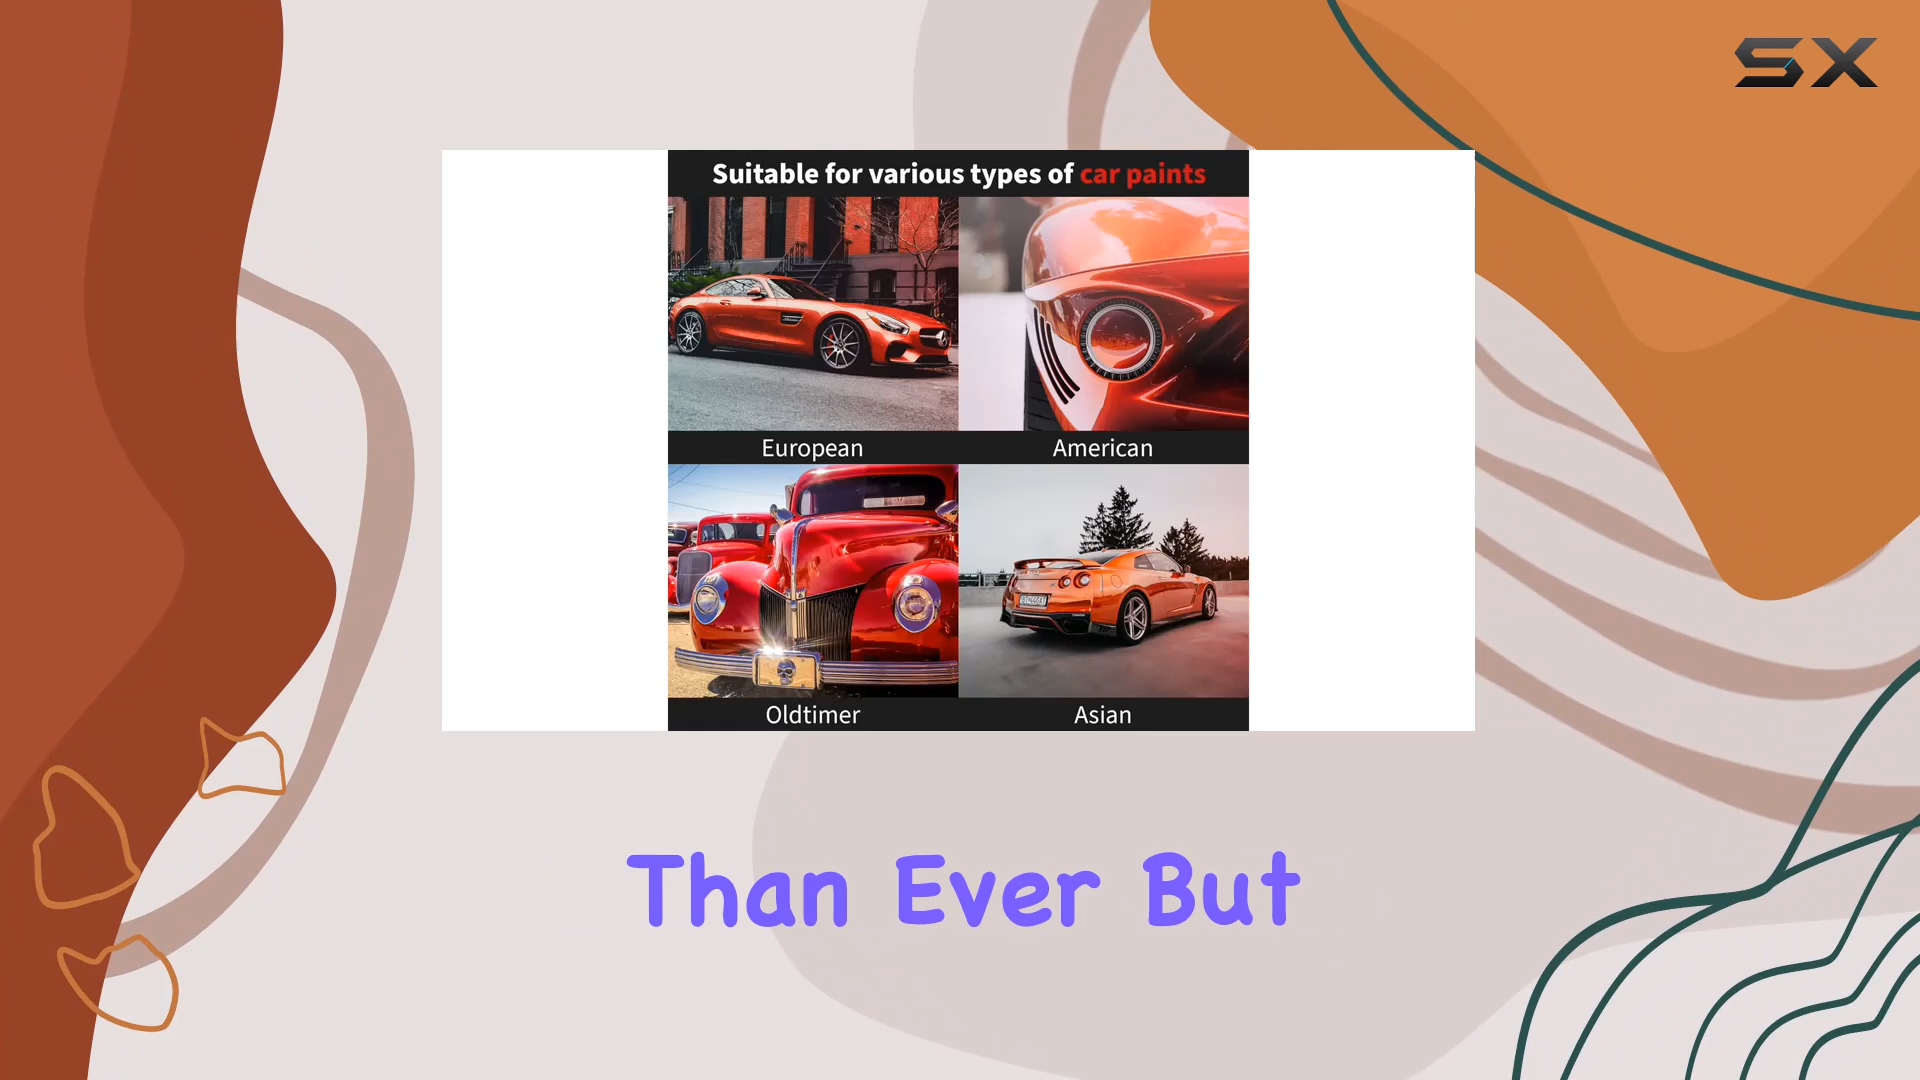 SX
Suitable for various types of car paints
European
American
Oldtimer
Asian
Than Ever But